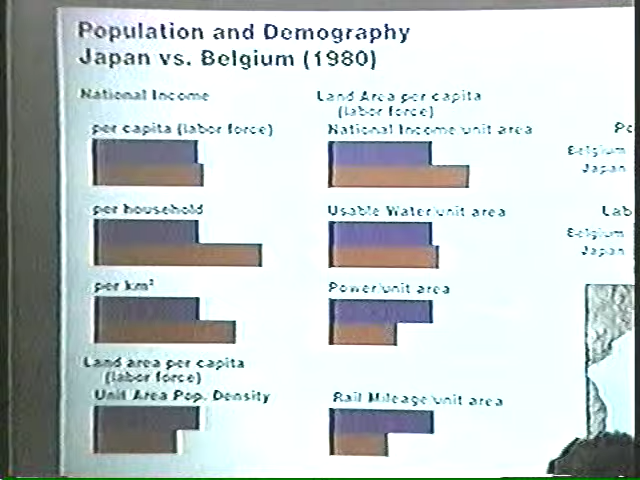 Population and Demography
Japan vs. Belgium (1980)
National Income
per capita (labor force)
per household
per km²
Land area per capita
(labor force)
Unit Area Pop. Density
Land Area per capita
(labor force)
National Income unit area
Usable Water/unit area
Power/unit area
Rail Mileage/unit area
Po
Belgium
Japan
Lab
Belgium
Japan